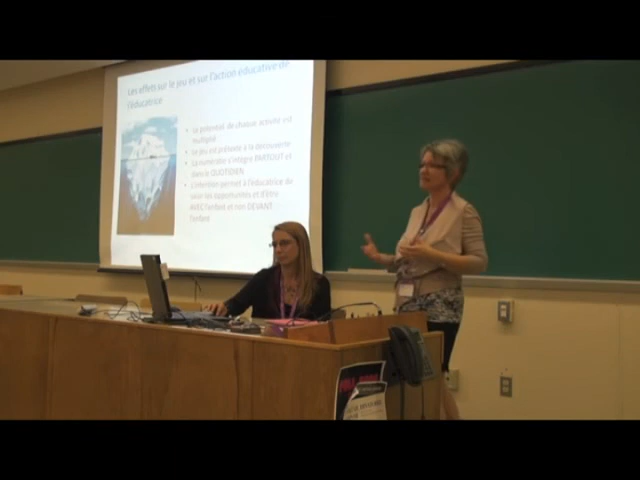 Les effets sur le jeu et sur l'action éducative de
l'éducatrice
• Le potentiel de chaque activité est
multiplié
• Le jeu est présenté à la découverte
• La numératie s'intègre PARTOUT et
dans le QUOTIDIEN
• L'intention permet à l'éducatrice de
saisir les opportunités et d'être
AVEC l'enfant et non DEVANT
l'enfant